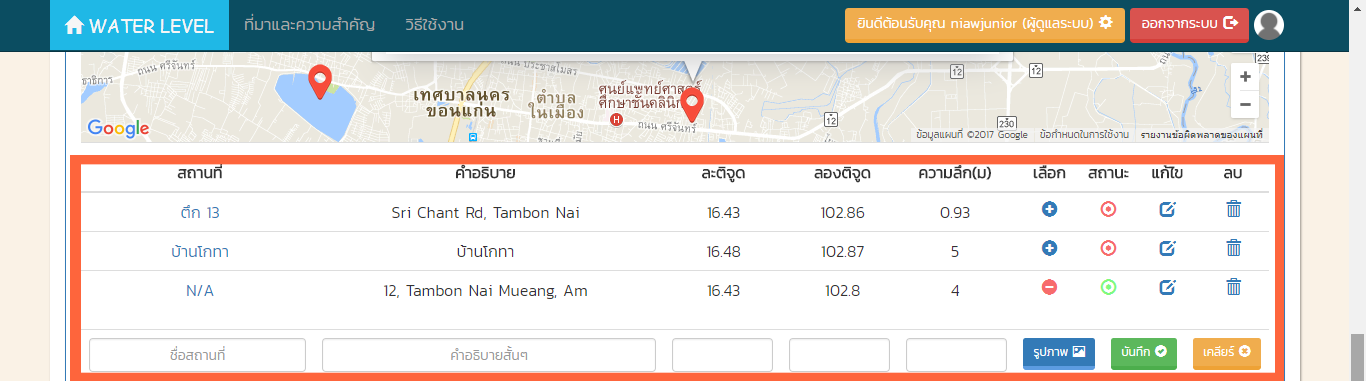 WATER LEVEL ที่มาและความสำคัญ วิธีใช้งาน ยินดีต้อนรับคุณ niawjunior (ผู้ดูแลระบบ) ออกจากระบบ
ถนน ศรีจันทร์ ถนน ประชาสโมสร
เทศบาลนคร
ขอนแก่น
ตำบล
ในเมือง
ศูนย์แพทย์ศาสตร์
ศึกษาชั้นคลินิก
H
ถนน ศรีจันทร์
12
12
12
230
+
−
Google ข้อมูลแผนที่ ©2017 Google ข้อกำหนดในการใช้งาน รายงานข้อผิดพลาดของแผนที่
สถานที่ คำอธิบาย ละติจูด ลองติจูด ความลึก(ม) เลือก สถานะ แก้ไข ลบ
ตึก 13 Sri Chant Rd, Tambon Nai 16.43 102.86 0.93
บ้านโกทา บ้านโกทา 16.48 102.87 5
N/A 12, Tambon Nai Mueang, Am 16.43 102.8 4
ชื่อสถานที่ คำอธิบายสั้นๆ รูปภาพ บันทึก เคลียร์